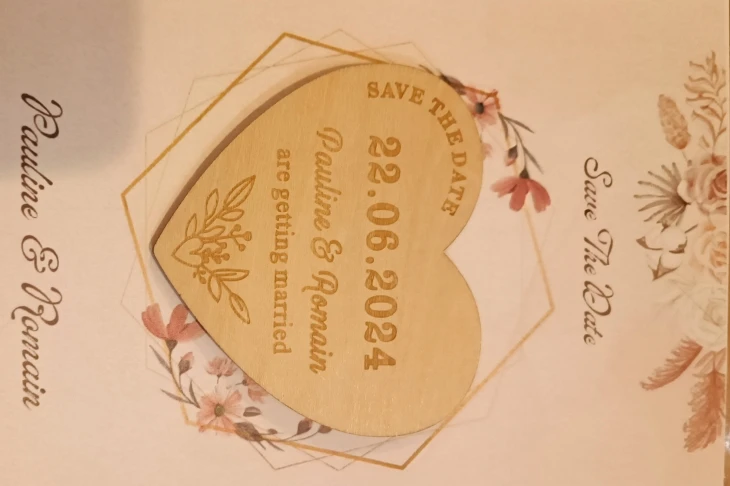 Save The Date
SAVE THE DATE
22.06.2024
Pauline & Romain
are getting married
Pauline & Romain